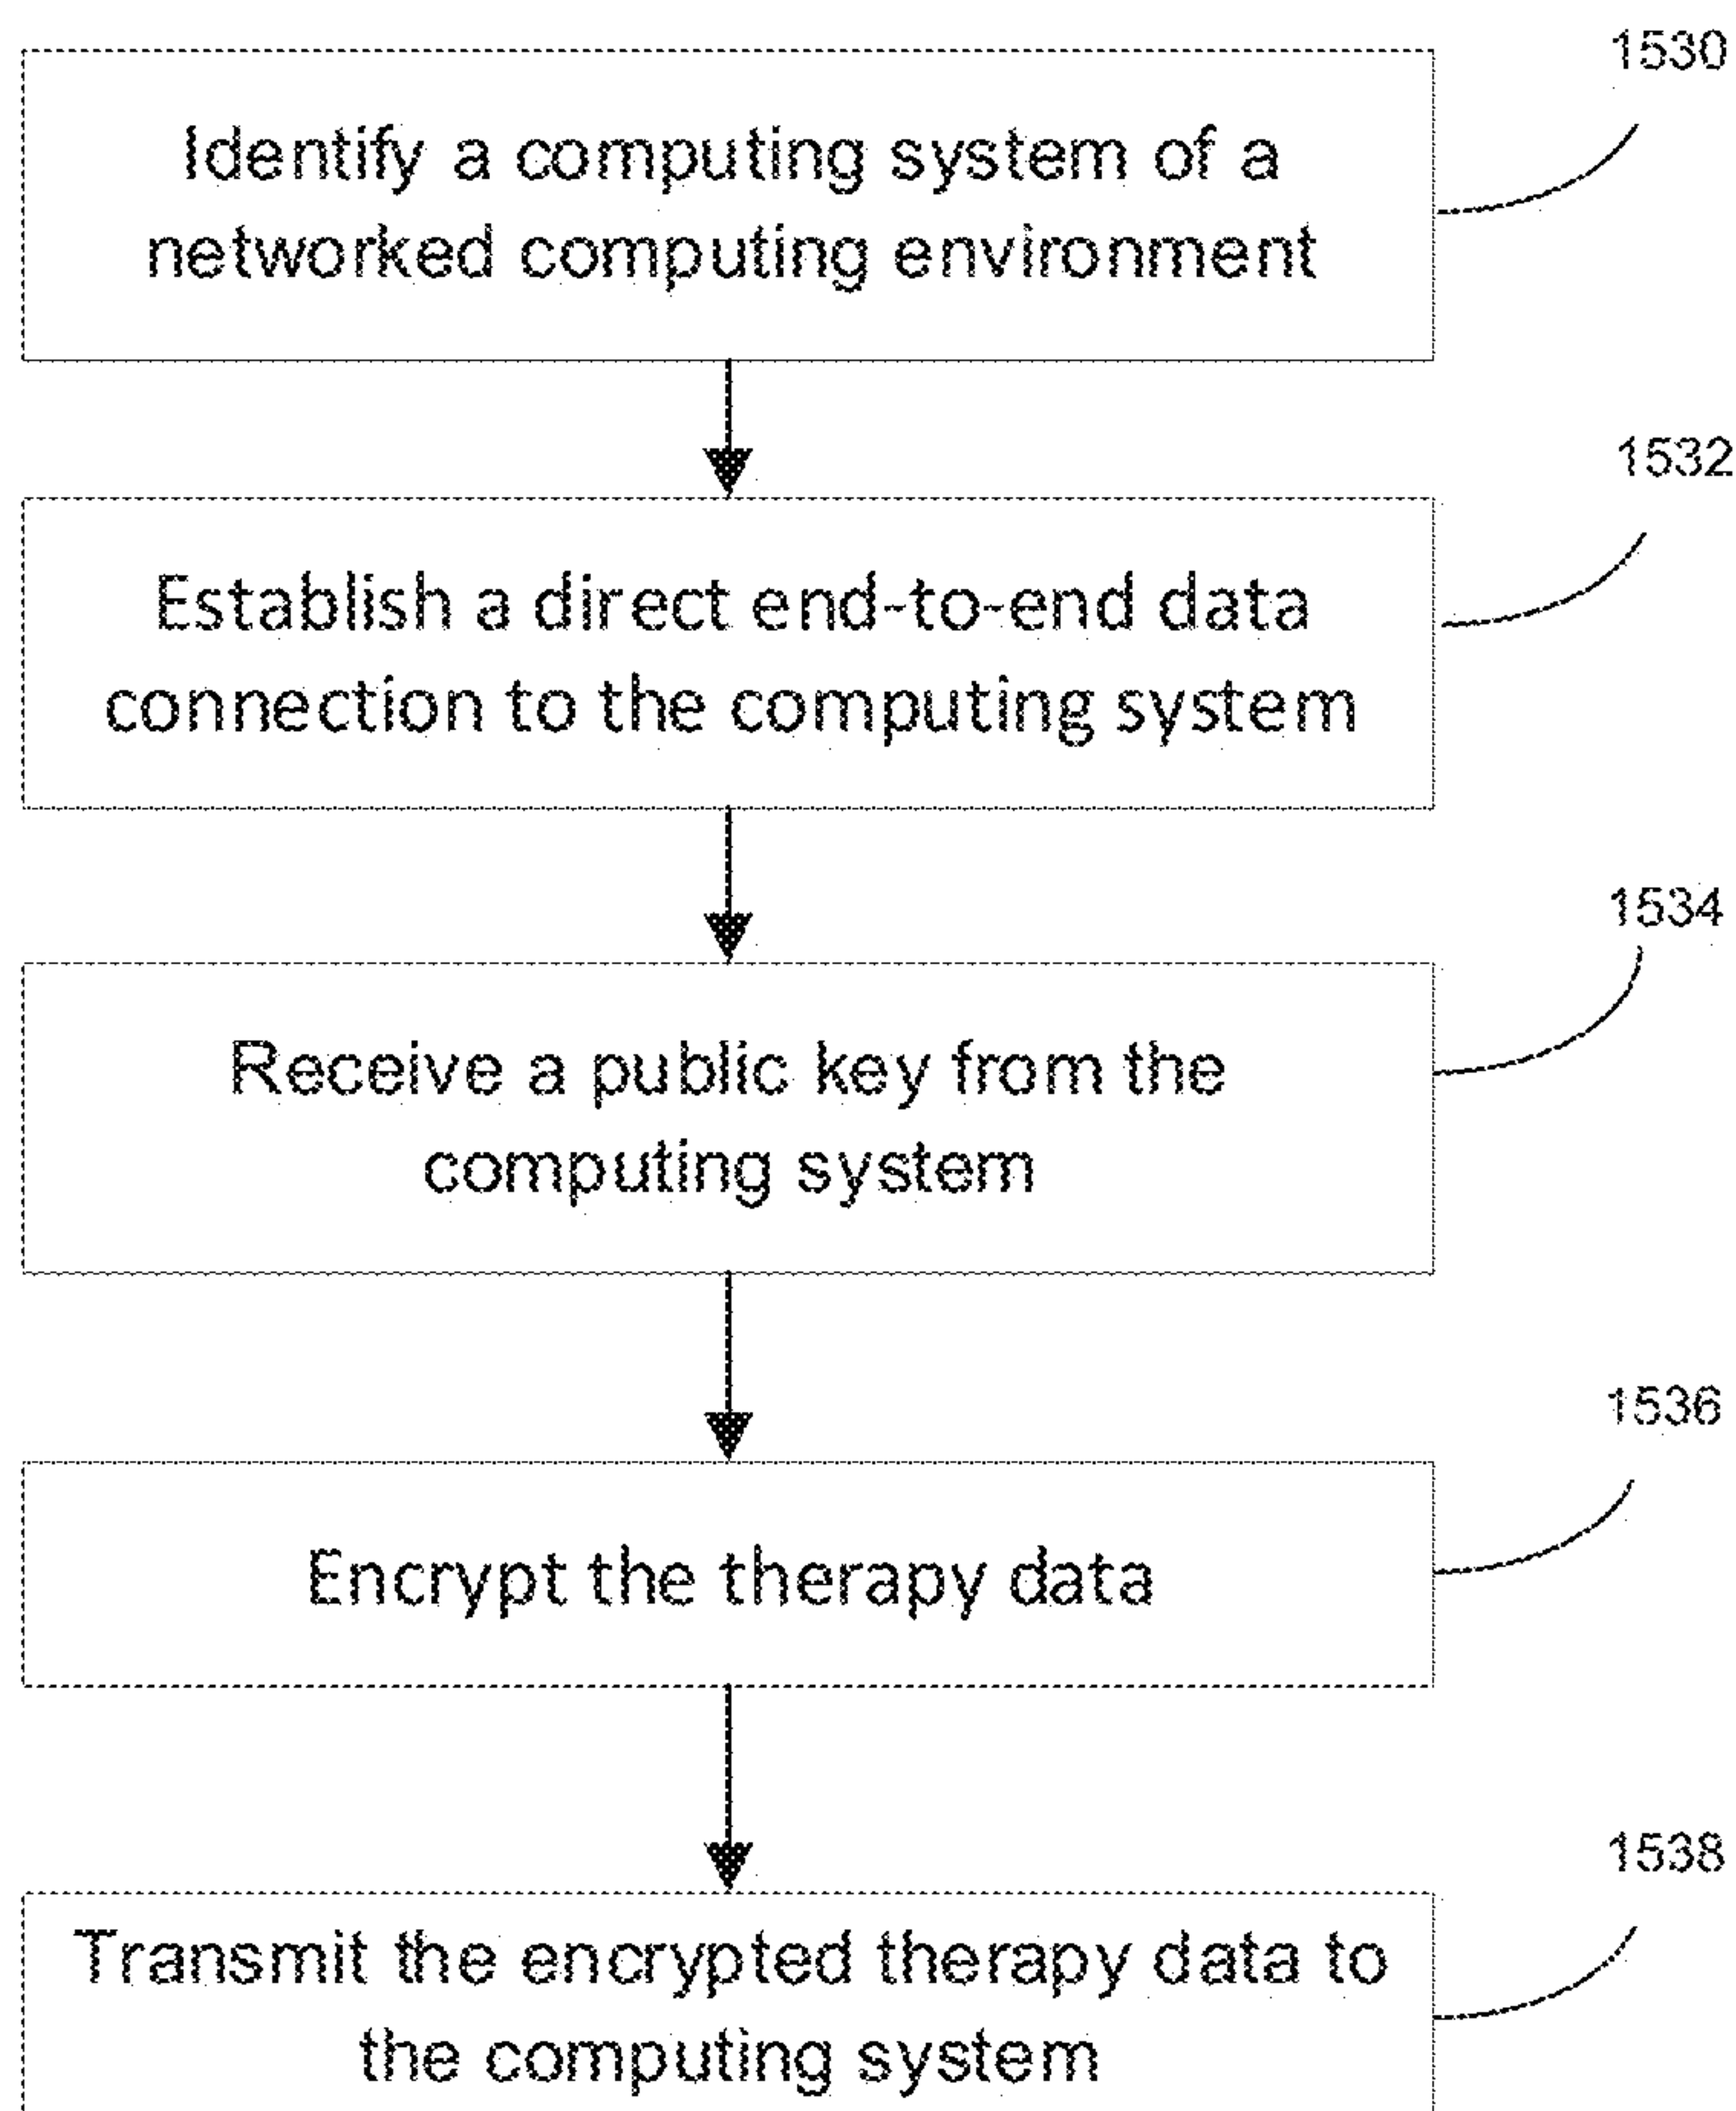 1530
Identify a computing system of a
networked computing environment
1532
Establish a direct end-to-end data
connection to the computing system
1534
Receive a public key from the
computing system
1536
Encrypt the therapy data
1538
Transmit the encrypted therapy data to
the computing system